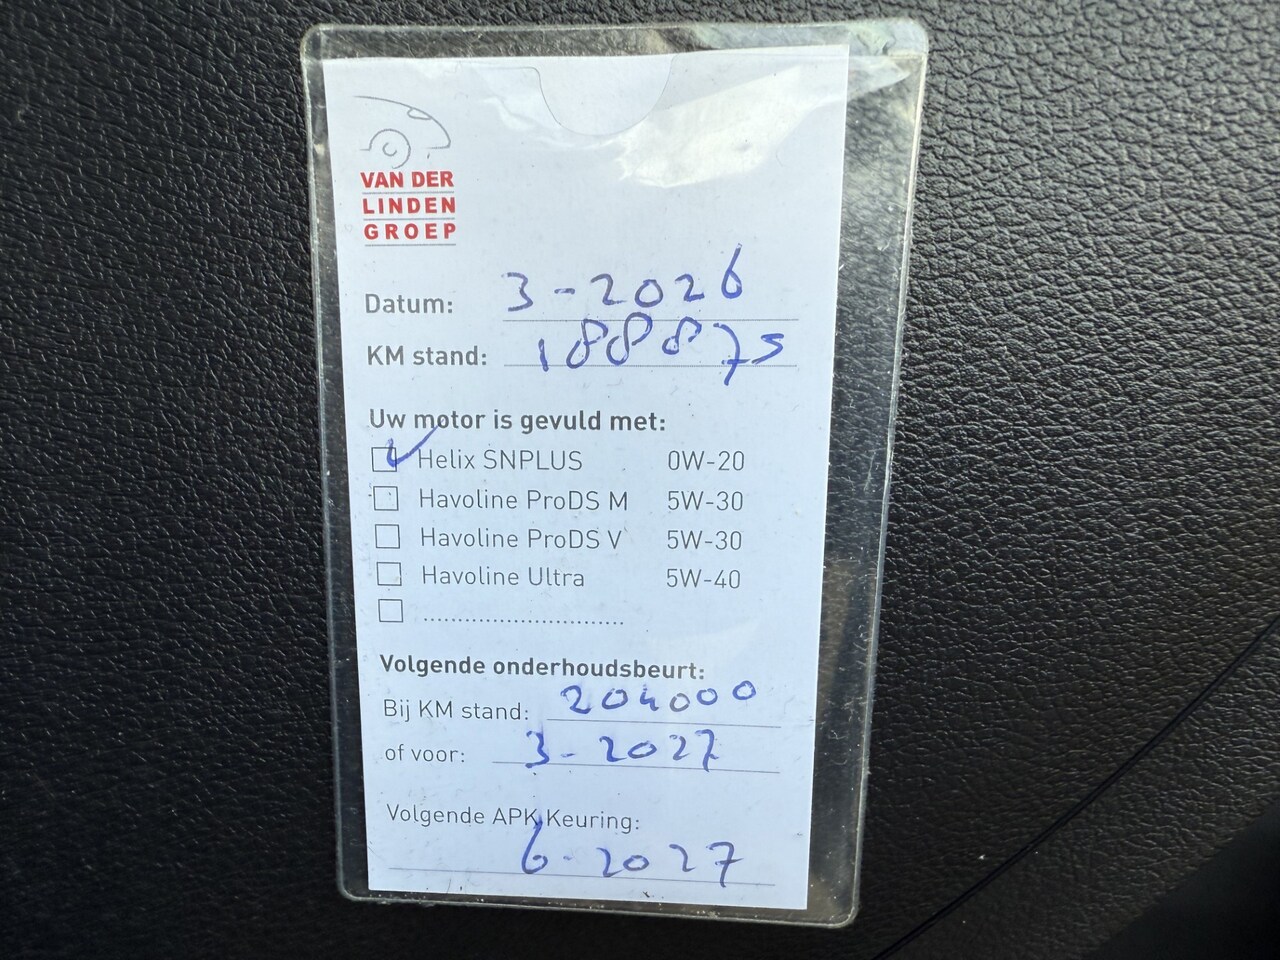 VAN DER
LINDEN
GROEP
Datum: 3-2026
KM stand: 188875
Uw motor is gevuld met:
Helix SNPLUS 0W-20
Havoline ProDS M 5W-30
Havoline ProDS V 5W-30
Havoline Ultra 5W-40
..............................
Volgende onderhoudsbeurt:
Bij KM stand: 204000
of voor: 3-2027
Volgende APK Keuring:
6-2027